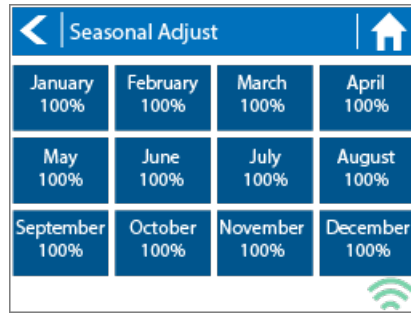 Seasonal Adjust
January February March April
100% 100% 100% 100%
May June July August
100% 100% 100% 100%
September October November December
100% 100% 100% 100%